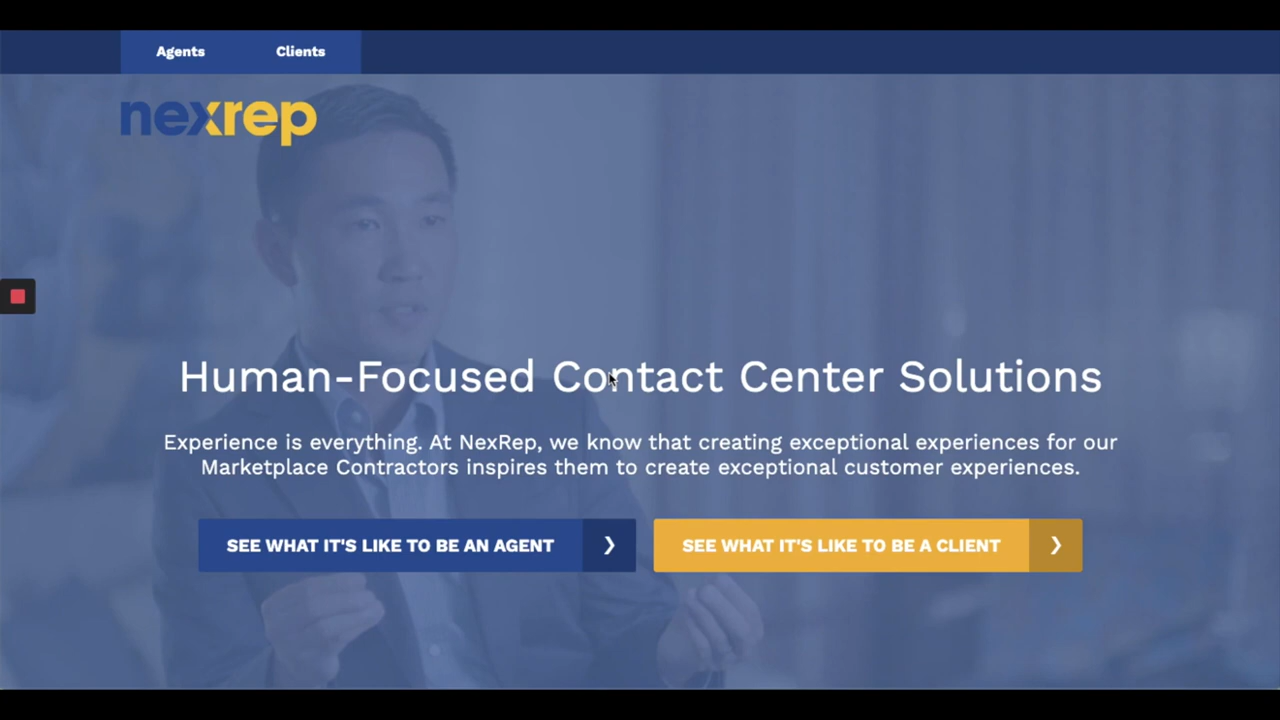 Agents
Clients
nexrep
Human-Focused Contact Center Solutions
Experience is everything. At NexRep, we know that creating exceptional experiences for our
Marketplace Contractors inspires them to create exceptional customer experiences.
SEE WHAT IT'S LIKE TO BE AN AGENT
SEE WHAT IT'S LIKE TO BE A CLIENT